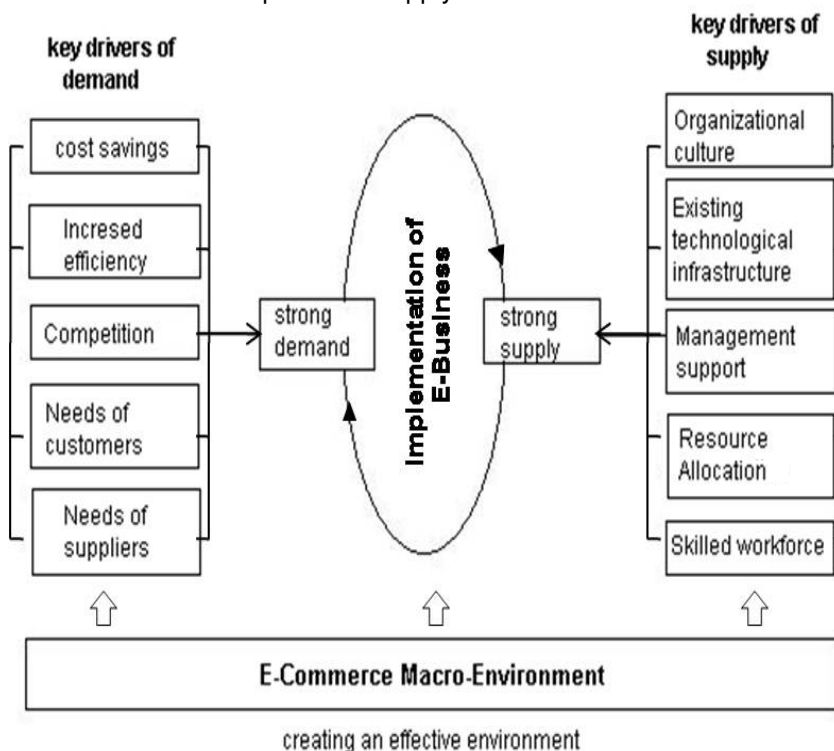 key drivers of
demand
cost savings
Incresed
efficiency
Competition
Needs of
customers
Needs of
suppliers
strong
demand
Implementation of
E-Business
strong
supply
key drivers of
supply
Organizational
culture
Existing
technological
infrastructure
Management
support
Resource
Allocation
Skilled workforce
E-Commerce Macro-Environment
creating an effective environment